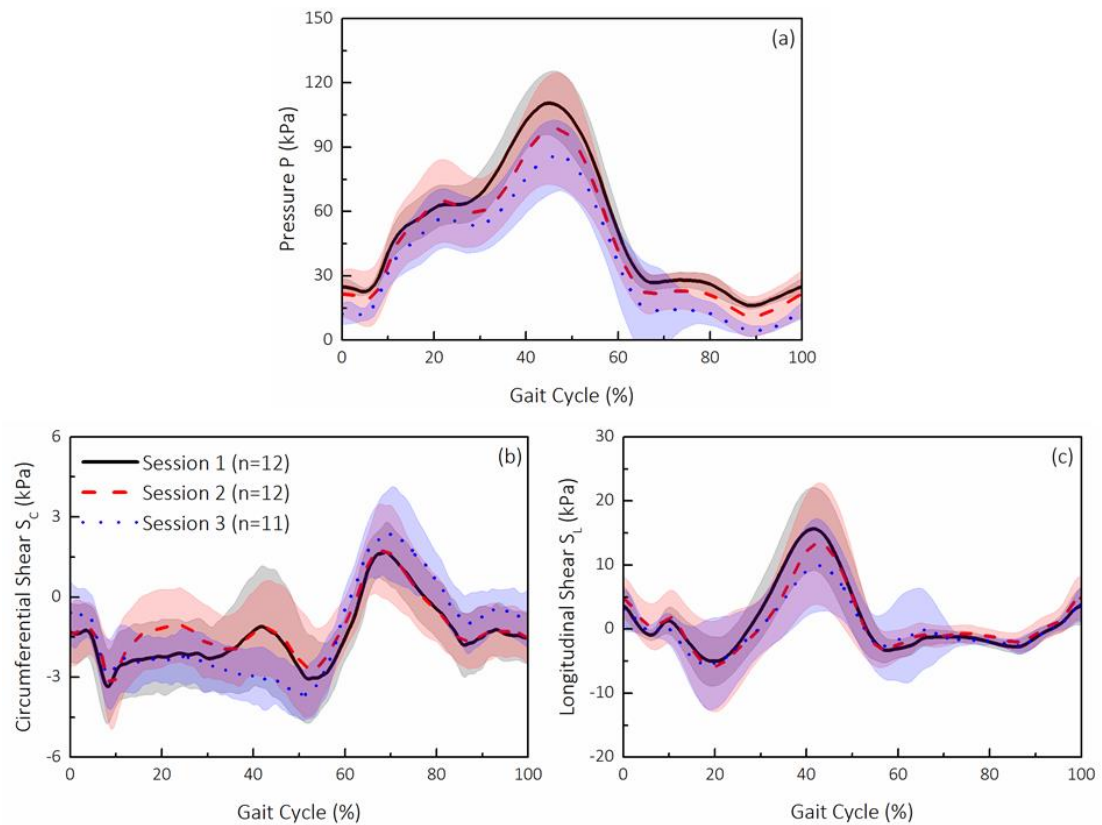 (a)
Pressure P (kPa)
150
120
90
60
30
0
0 20 40 60 80 100
Gait Cycle (%)
(b)
Circumferential Shear S_C (kPa)
6
3
0
-3
-6
Session 1 (n=12)
Session 2 (n=12)
Session 3 (n=11)
0 20 40 60 80 100
Gait Cycle (%)
(c)
Longitudinal Shear S_L (kPa)
30
20
10
0
-10
-20
0 20 40 60 80 100
Gait Cycle (%)